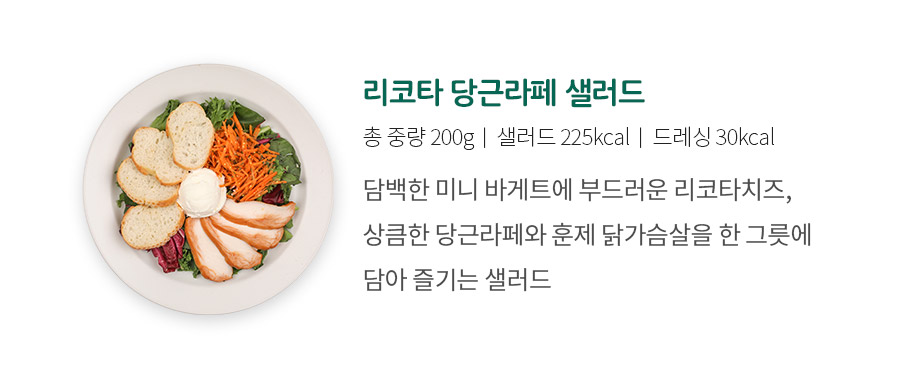 리코타 당근라페 샐러드
총 중량 200g | 샐러드 225kcal | 드레싱 30kcal
담백한 미니 바게트에 부드러운 리코타치즈,
상큼한 당근라페와 훈제 닭가슴살을 한 그릇에
담아 즐기는 샐러드